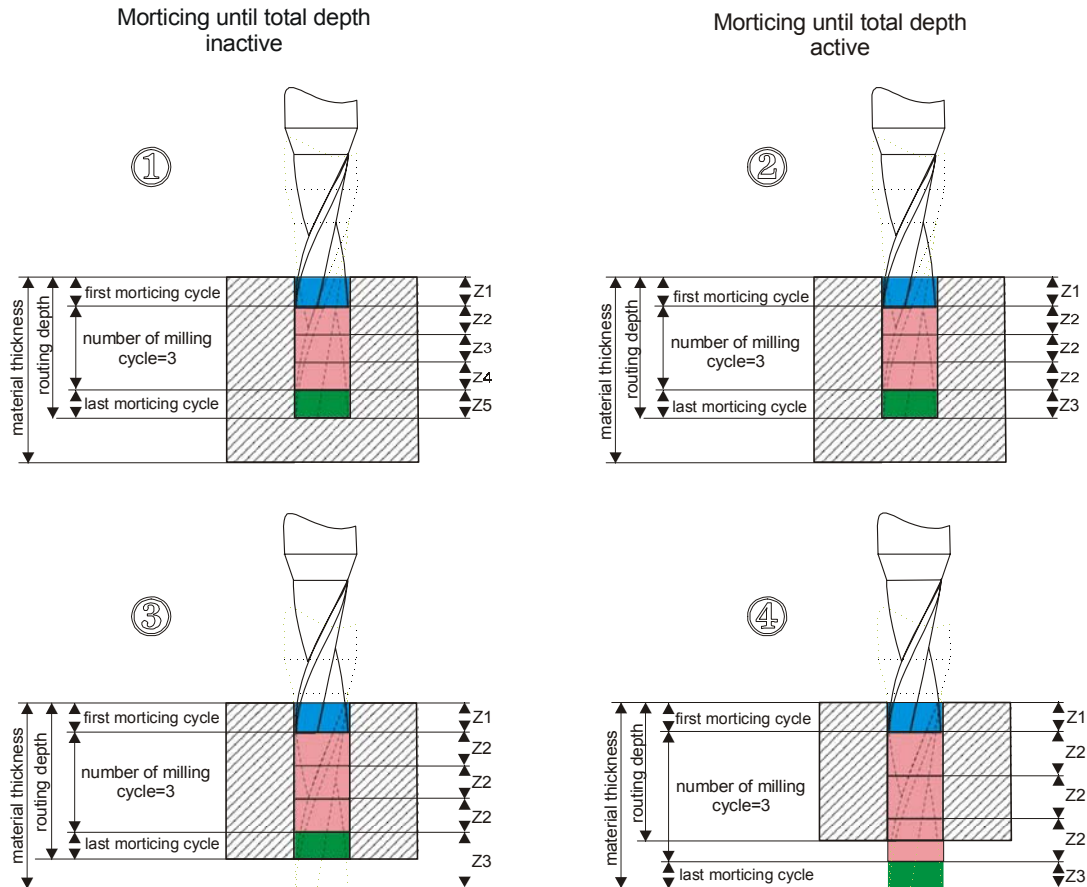 Morticing until total depth
inactive
Morticing until total depth
active
1
2
material thickness
routing depth
first morticing cycle
number of milling
cycle=3
last morticing cycle
Z1
Z2
Z3
Z4
Z5
material thickness
routing depth
first morticing cycle
number of milling
cycle=3
last morticing cycle
Z1
Z2
Z2
Z2
Z3
3
4
material thickness
routing depth
first morticing cycle
number of milling
cycle=3
last morticing cycle
Z1
Z2
Z2
Z2
Z3
material thickness
routing depth
first morticing cycle
number of milling
cycle=3
last morticing cycle
Z1
Z2
Z2
Z2
Z3